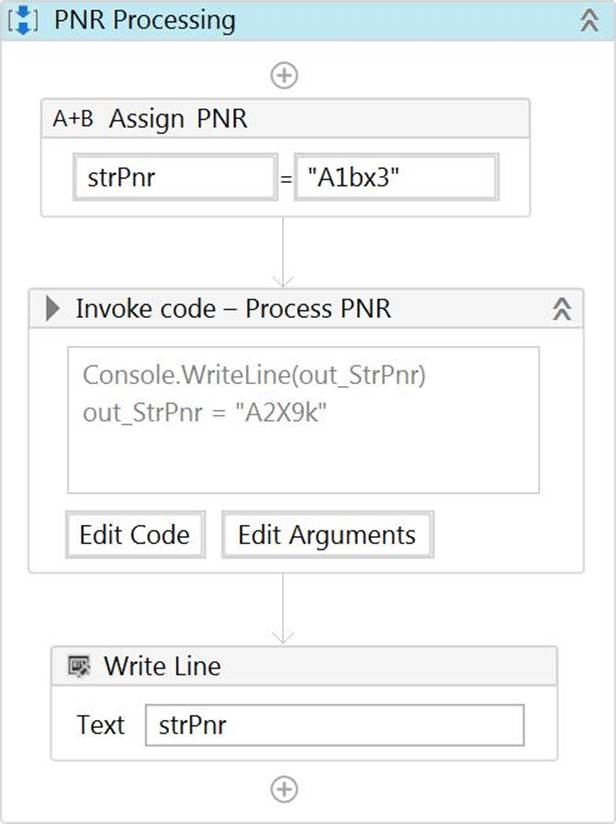 PNR Processing
A+B Assign PNR
strPnr = "A1bx3"
Invoke code – Process PNR
Console.WriteLine(out_StrPnr)
out_StrPnr = "A2X9k"
Edit Code Edit Arguments
Write Line
Text strPnr